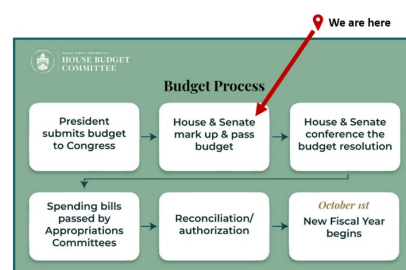 We are here
HOUSE BUDGET
COMMITTEE
Budget Process
President
submits budget
to Congress
House & Senate
mark up & pass
budget
House & Senate
conference the
budget resolution
Spending bills
passed by
Appropriations
Committees
Reconciliation/
authorization
October 1st
New Fiscal Year
begins